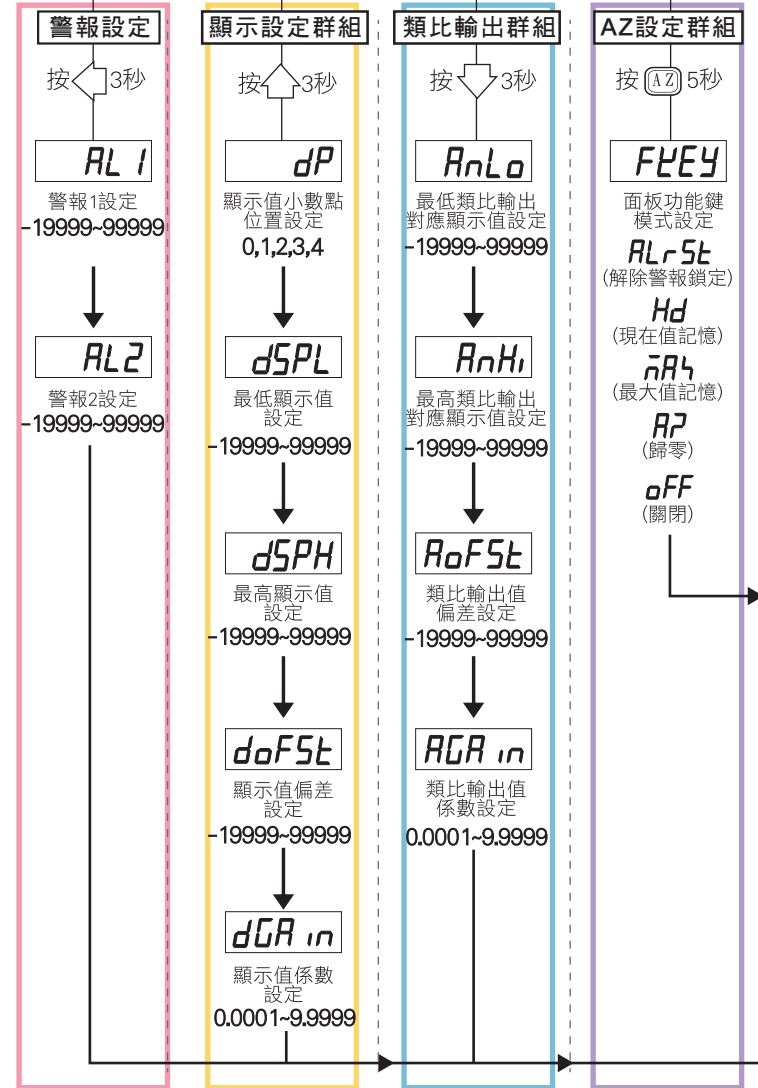 警報設定
按 3秒
AL1
警報1設定
-19999~99999
AL2
警報2設定
-19999~99999
顯示設定群組
按 3秒
dP
顯示值小數點
位置設定
0,1,2,3,4
dSPL
最低顯示值
設定
-19999~99999
dSPH
最高顯示值
設定
-19999~99999
doFSt
顯示值偏差
設定
-19999~99999
dGAin
顯示值係數
設定
0.0001~9.9999
類比輸出群組
按 3秒
AnLo
最低類比輸出
對應顯示值設定
-19999~99999
AnHi
最高類比輸出
對應顯示值設定
-19999~99999
AoFSt
類比輸出值
偏差設定
-19999~99999
AGAin
類比輸出值
係數設定
0.0001~9.9999
AZ設定群組
按 AZ 5秒
FKEY
面板功能鍵
模式設定
ALrSt
(解除警報鎖定)
Hd
(現在值記憶)
(最大值記憶)
(歸零)
oFF
(關閉)